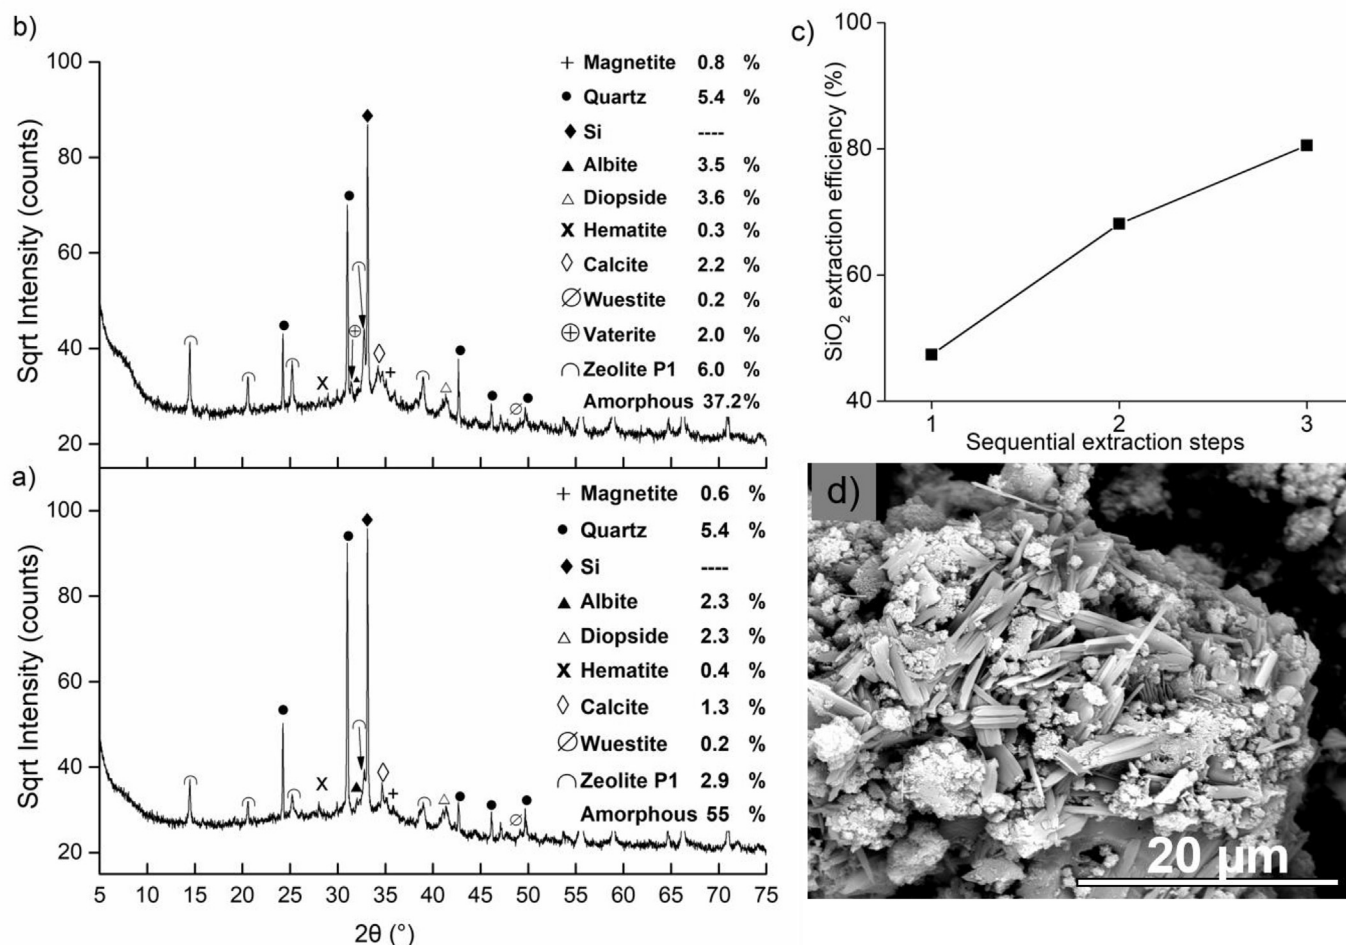 b)
Sqrt Intensity (counts)
100
80
60
40
20
+ Magnetite 0.8 %
● Quartz 5.4 %
◆ Si ----
▲ Albite 3.5 %
△ Diopside 3.6 %
x Hematite 0.3 %
◊ Calcite 2.2 %
∅ Wuestite 0.2 %
⊕ Vaterite 2.0 %
⌒ Zeolite P1 6.0 %
Amorphous 37.2%
a)
Sqrt Intensity (counts)
100
80
60
40
20
+ Magnetite 0.6 %
● Quartz 5.4 %
◆ Si ----
▲ Albite 2.3 %
△ Diopside 2.3 %
x Hematite 0.4 %
◊ Calcite 1.3 %
∅ Wuestite 0.2 %
⌒ Zeolite P1 2.9 %
Amorphous 55 %
5 10 15 20 25 30 35 40 45 50 55 60 65 70 75
2θ (°)
c)
SiO2 extraction efficiency (%)
100
80
60
40
1 2 3
Sequential extraction steps
d)
20 µm